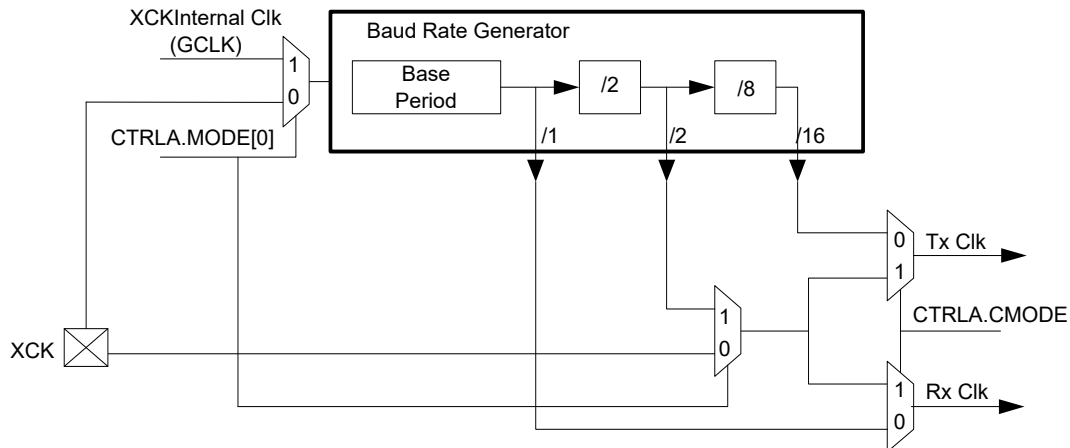 XCKInternal Clk
(GCLK)
Baud Rate Generator
1
0
Base
Period
/2
/8
CTRLA.MODE[0]
/1
/2
/16
0
Tx Clk
1
1
CTRLA.CMODE
XCK
0
1
Rx Clk
0